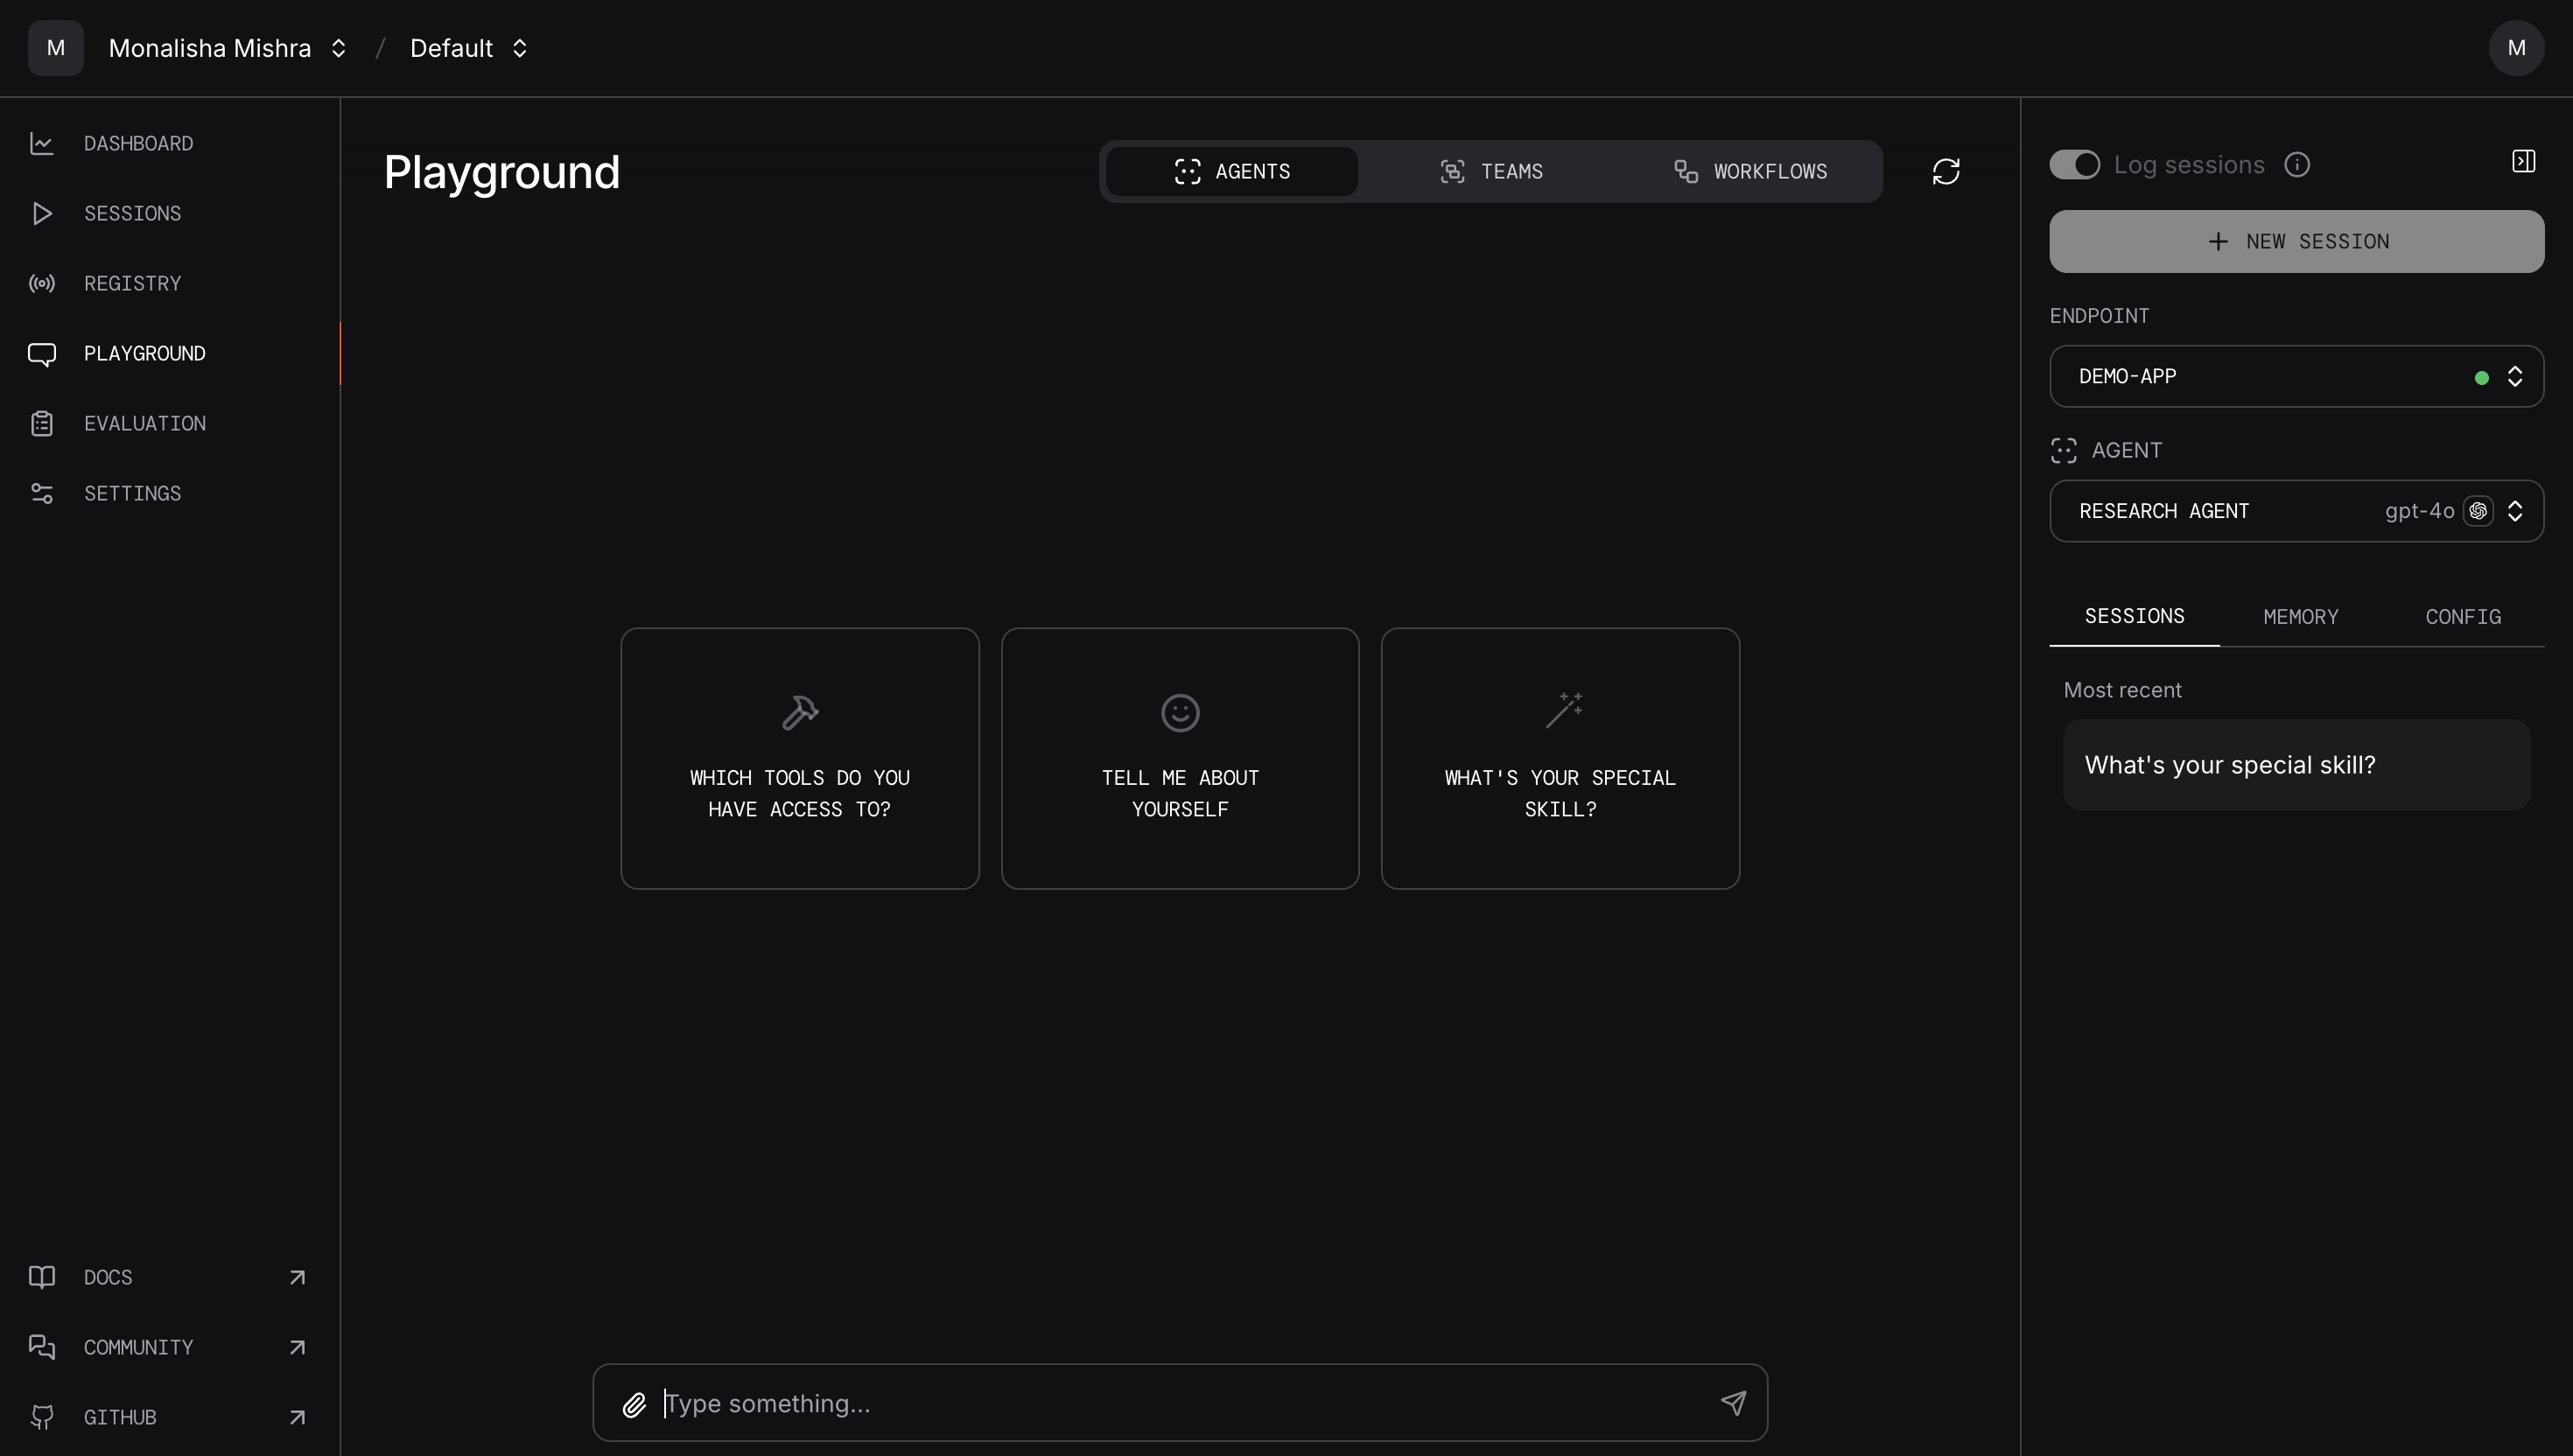 M Monalisha Mishra / Default M
DASHBOARD
SESSIONS
REGISTRY
PLAYGROUND
EVALUATION
SETTINGS
DOCS
COMMUNITY
GITHUB
Playground
AGENTS TEAMS WORKFLOWS
WHICH TOOLS DO YOU
HAVE ACCESS TO?
TELL ME ABOUT
YOURSELF
WHAT'S YOUR SPECIAL
SKILL?
Type something...
Log sessions
NEW SESSION
ENDPOINT
DEMO-APP
AGENT
RESEARCH AGENT gpt-4o
SESSIONS MEMORY CONFIG
Most recent
What's your special skill?